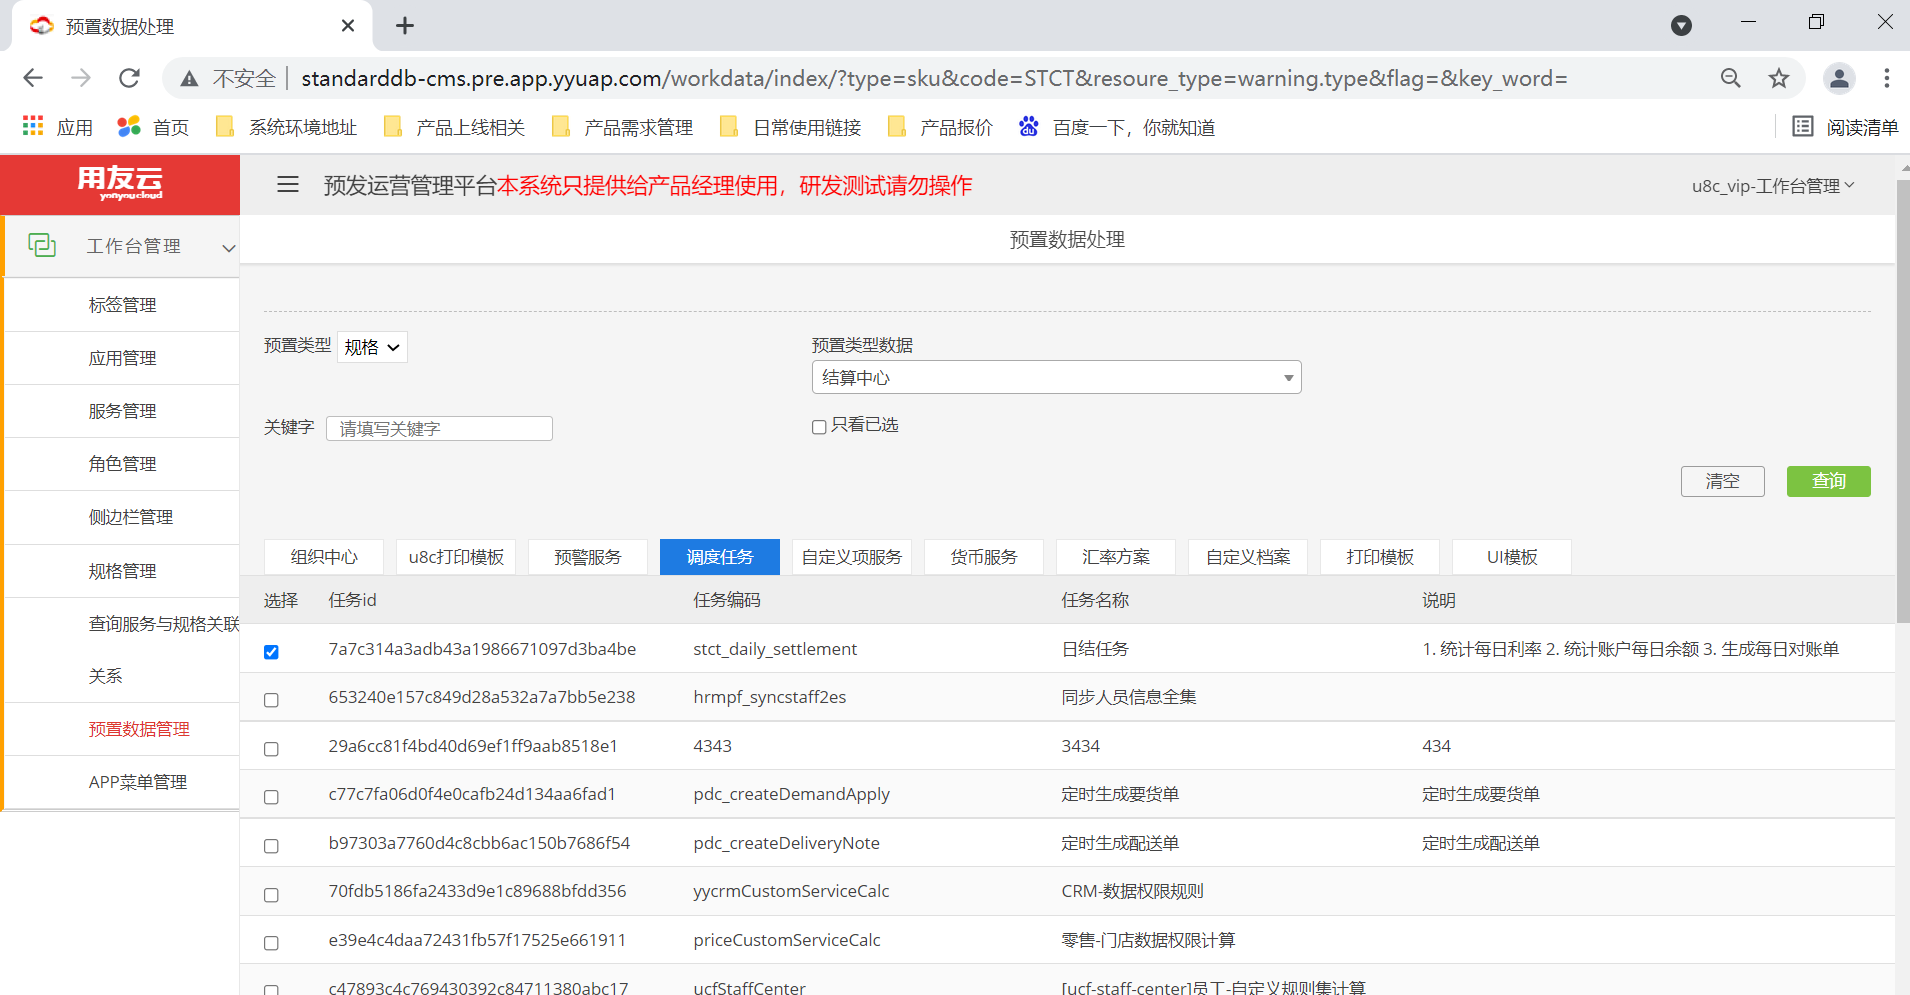 预置数据处理
不安全 standarddb-cms.pre.app.yyuap.com/workdata/index/?type=sku&code=STCT&resoure_type=warning.type&flag=&key_word=
应用 首页 系统环境地址 产品上线相关 产品需求管理 日常使用链接 产品报价 百度一下，你就知道 阅读清单
用友云
yonyoucloud
预发运营管理平台本系统只提供给产品经理使用，研发测试请勿操作
u8c_vip-工作台管理
工作台管理
标签管理
应用管理
服务管理
角色管理
侧边栏管理
规格管理
查询服务与规格关联
关系
预置数据管理
APP菜单管理
预置数据处理
预置类型 规格
预置类型数据
结算中心
关键字 请填写关键字
只看已选
清空 查询
组织中心 u8c打印模板 预警服务 调度任务 自定义项服务 货币服务 汇率方案 自定义档案 打印模板 UI模板
选择 任务id 任务编码 任务名称 说明
7a7c314a3adb43a1986671097d3ba4be stct_daily_settlement 日结任务 1. 统计每日利率 2. 统计账户每日余额 3. 生成每日对账单
653240e157c849d28a532a7a7bb5e238 hrmpf_syncstaff2es 同步人员信息全集
29a6cc81f4bd40d69ef1ff9aab8518e1 4343 3434 434
c77c7fa06d0f4e0cafb24d134aa6fad1 pdc_createDemandApply 定时生成要货单 定时生成要货单
b97303a7760d4c8cbb6ac150b7686f54 pdc_createDeliveryNote 定时生成配送单 定时生成配送单
70fdb5186fa2433d9e1c89688bfdd356 yycrmCustomServiceCalc CRM-数据权限规则
e39e4c4daa72431fb57f17525e661911 priceCustomServiceCalc 零售-门店数据权限计算
c47893c4c769430392c84711380abc17 ucfStaffCenter [ucf-staff-center]员工-自定义规则集计算